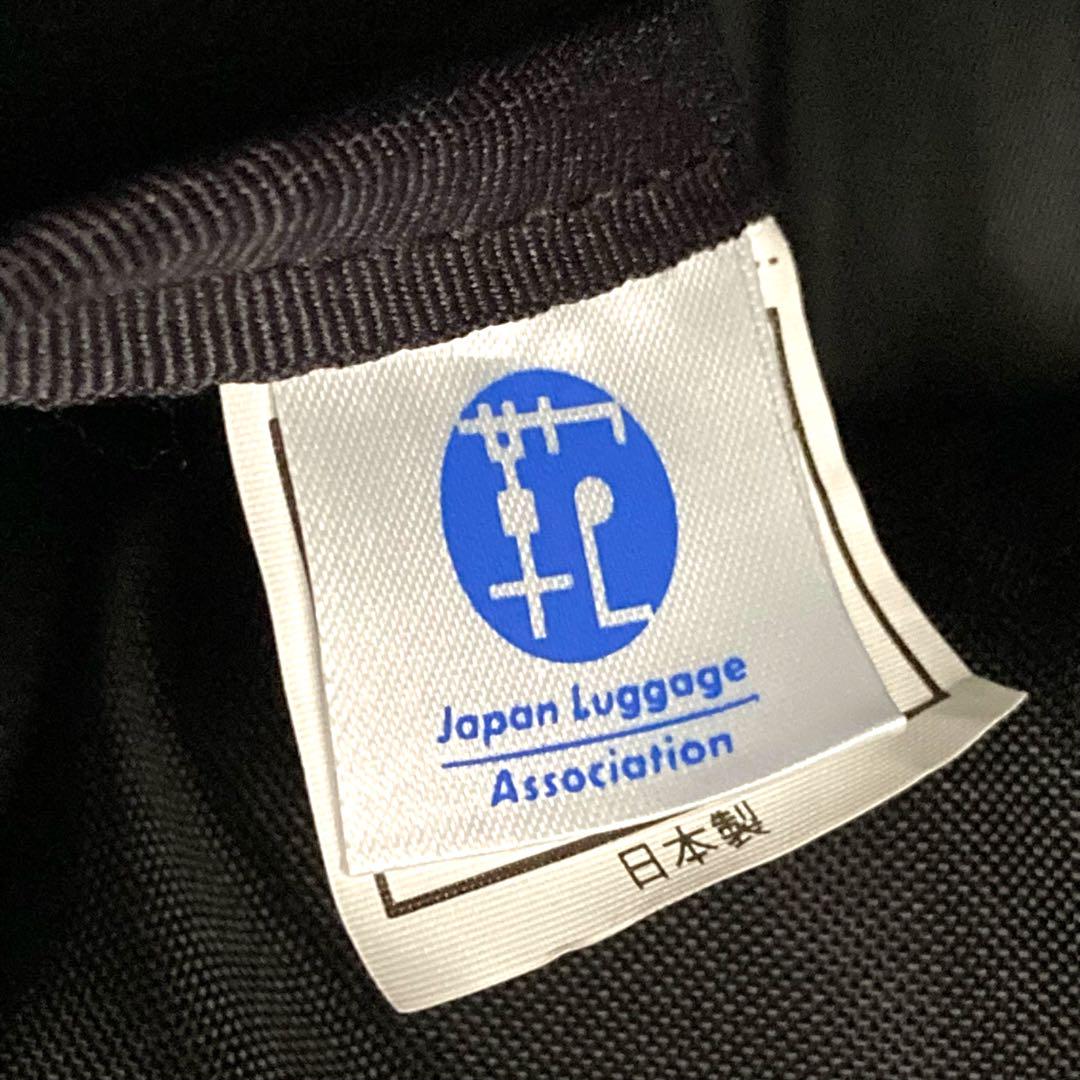 Japan Luggage
Association
日本製